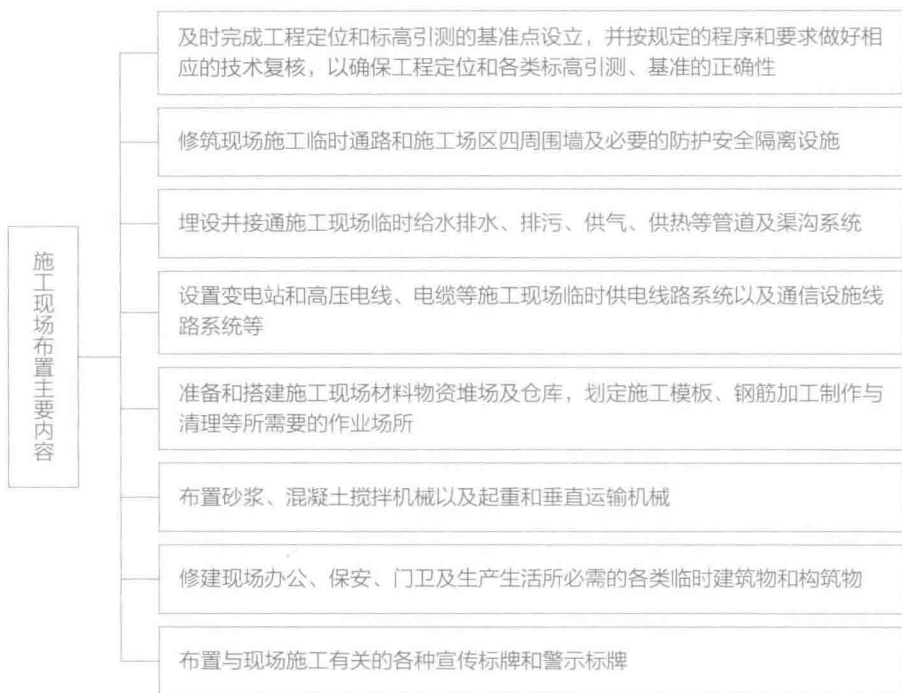 施工现场布置主要内容
及时完成工程定位和标高引测的基准点设立，并按规定的程序和要求做好相
应的技术复核，以确保工程定位和各类标高引测、基准的正确性
修筑现场施工临时通路和施工场区四周围墙及必要的防护安全隔离设施
埋设并接通施工现场临时给水排水、排污、供气、供热等管道及渠沟系统
设置变电站和高压电线、电缆等施工现场临时供电线路系统以及通信设施线
路系统等
准备和搭建施工现场材料物资堆场及仓库，划定施工模板、钢筋加工制作与
清理等所需要的作业场所
布置砂浆、混凝土搅拌机械以及起重和垂直运输机械
修建现场办公、保安、门卫及生产生活所必需的各类临时建筑物和构筑物
布置与现场施工有关的各种宣传标牌和警示标牌